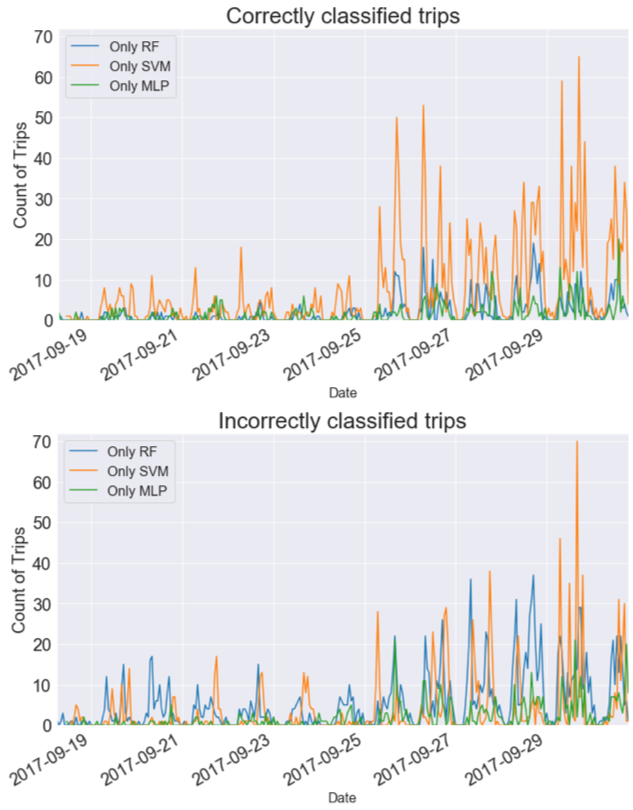 Correctly classified trips
70
60
50
40
30
20
10
0
Count of Trips
Only RF
Only SVM
Only MLP
2017-09-19
2017-09-21
2017-09-23
2017-09-25
2017-09-27
2017-09-29
Date
Incorrectly classified trips
70
60
50
40
30
20
10
0
Count of Trips
Only RF
Only SVM
Only MLP
2017-09-19
2017-09-21
2017-09-23
2017-09-25
2017-09-27
2017-09-29
Date